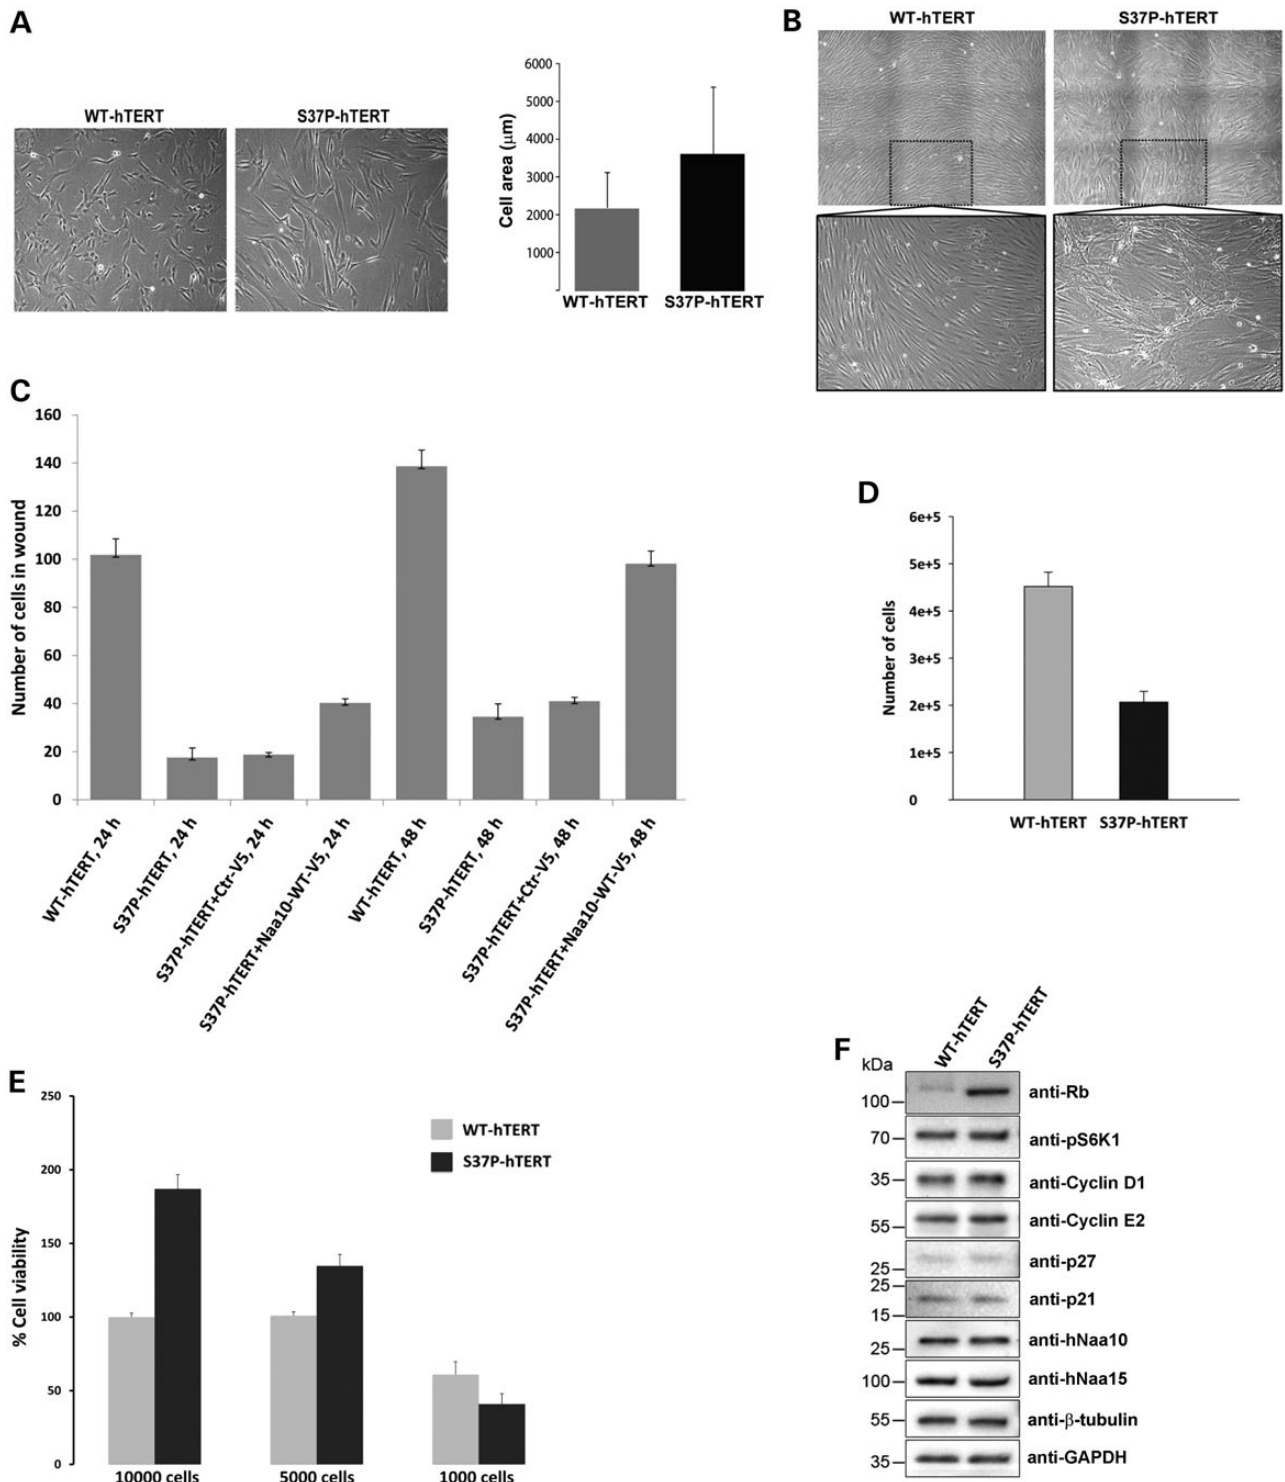 A
WT-hTERT
S37P-hTERT
6000
5000
4000
3000
2000
1000
Cell area (μm)
WT-hTERT
S37P-hTERT
B
WT-hTERT
S37P-hTERT
C
160
140
120
100
80
60
40
20
0
Number of cells in wound
WT-hTERT, 24 h
S37P-hTERT, 24 h
S37P-hTERT+Ctr-V5, 24 h
S37P-hTERT+Naa10-WT-V5, 24 h
WT-hTERT, 48 h
S37P-hTERT, 48 h
S37P-hTERT+Ctr-V5, 48 h
S37P-hTERT+Naa10-WT-V5, 48 h
D
6e+5
5e+5
4e+5
3e+5
2e+5
1e+5
0
Number of cells
WT-hTERT
S37P-hTERT
E
250
200
150
100
50
0
% Cell viability
WT-hTERT
S37P-hTERT
10000 cells
5000 cells
1000 cells
F
kDa
WT-hTERT
S37P-hTERT
100
anti-Rb
70
anti-pS6K1
35
anti-Cyclin D1
55
anti-Cyclin E2
25
anti-p27
25
15
anti-p21
25
anti-hNaa10
100
anti-hNaa15
55
anti-β-tubulin
35
anti-GAPDH